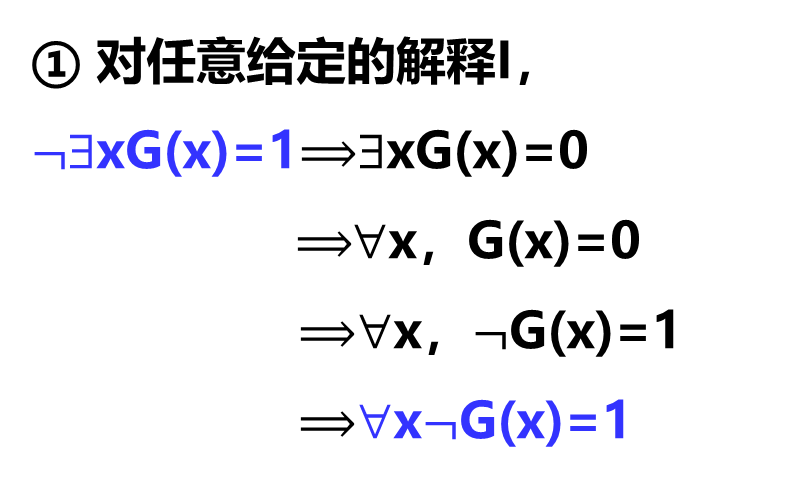 ① 对任意给定的解释I，
¬∃xG(x)=1⟹∃xG(x)=0
⟹∀x，G(x)=0
⟹∀x，¬G(x)=1
⟹∀x¬G(x)=1